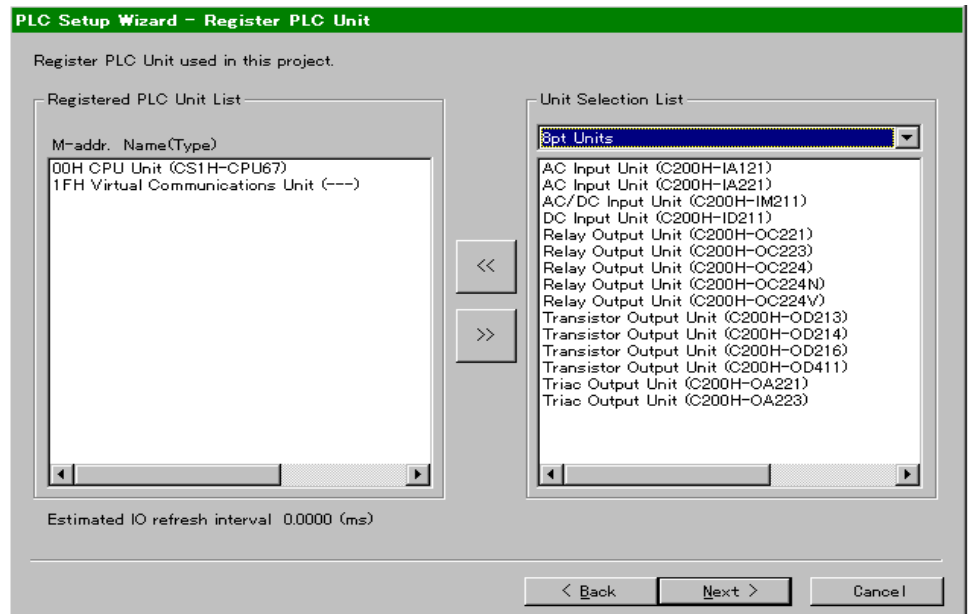 PLC Setup Wizard - Register PLC Unit
Register PLC Unit used in this project.
Registered PLC Unit List
M-addr. Name(Type)
00H CPU Unit (CS1H-CPU67)
1FH Virtual Communications Unit (---)
<<
>>
Unit Selection List
8pt Units
AC Input Unit (C200H-IA121)
AC Input Unit (C200H-IA221)
AC/DC Input Unit (C200H-IM211)
DC Input Unit (C200H-ID211)
Relay Output Unit (C200H-OC221)
Relay Output Unit (C200H-OC223)
Relay Output Unit (C200H-OC224)
Relay Output Unit (C200H-OC224N)
Relay Output Unit (C200H-OC224V)
Transistor Output Unit (C200H-OD213)
Transistor Output Unit (C200H-OD214)
Transistor Output Unit (C200H-OD216)
Transistor Output Unit (C200H-OD411)
Triac Output Unit (C200H-OA221)
Triac Output Unit (C200H-OA223)
Estimated IO refresh interval 0.0000 (ms)
< Back
Next >
Cancel